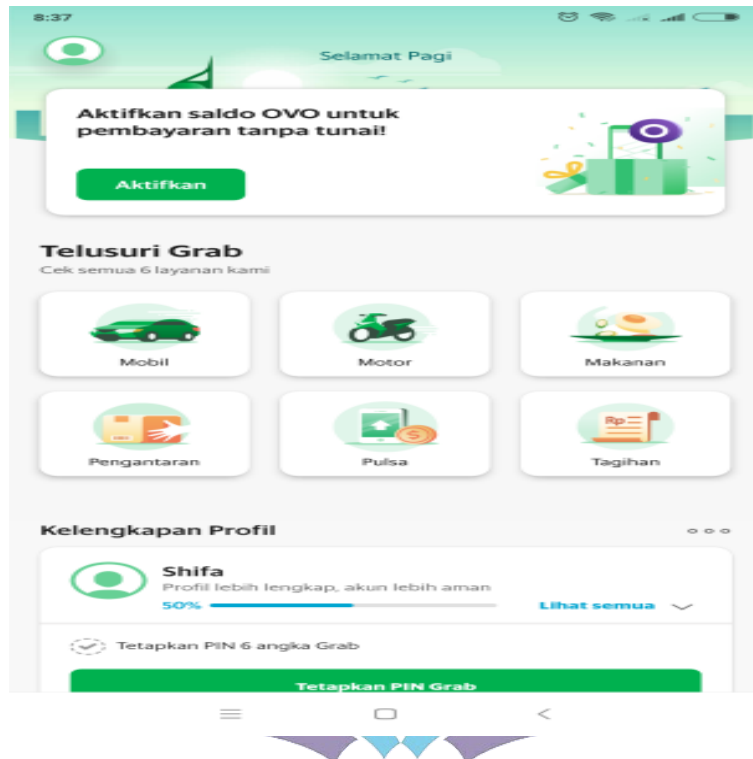 8:37
Selamat Pagi
Aktifkan saldo OVO untuk
pembayaran tanpa tunai!
Aktifkan
Telusuri Grab
Cek semua 6 layanan kami
Mobil
Motor
Makanan
Pengantaran
Pulsa
Rp
Tagihan
Kelengkapan Profil
Shifa
Profil lebih lengkap, akun lebih aman
50%
Lihat semua
Tetapkan PIN 6 angka Grab
Tetapkan PIN Grab